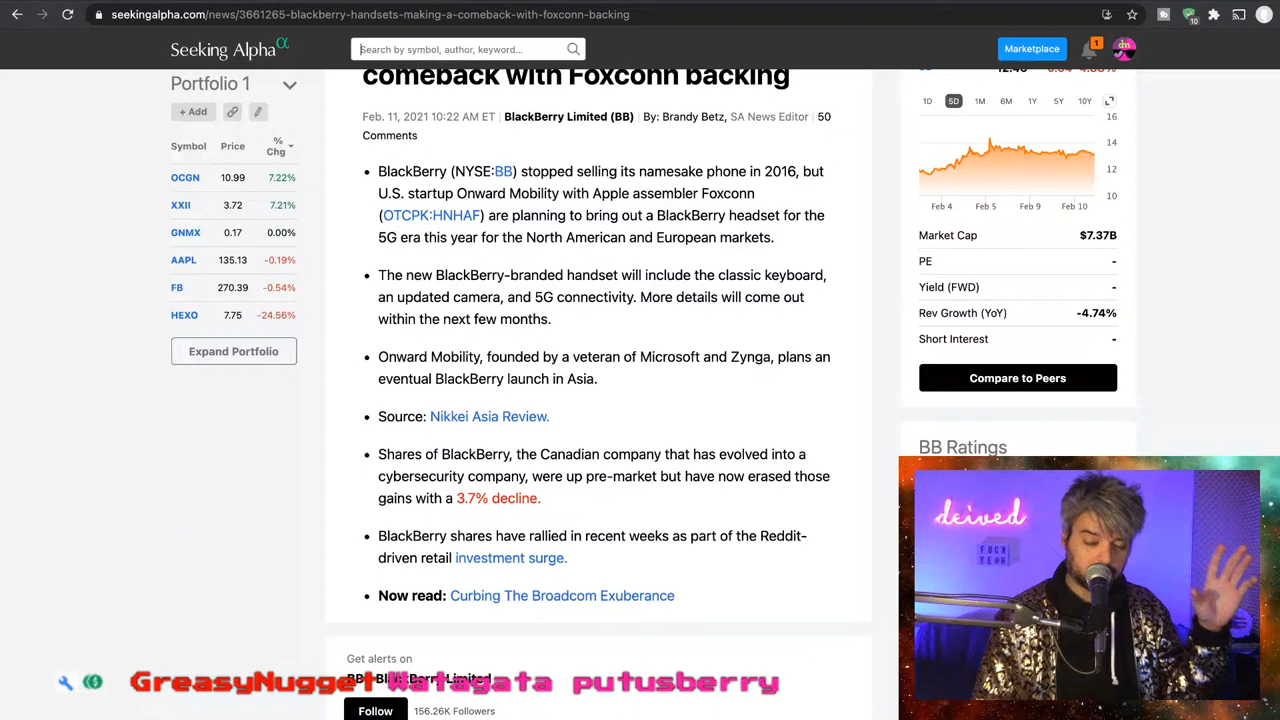 seekingalpha.com/news/3661265-blackberry-handsets-making-a-comeback-with-foxconn-backing
10
Seeking Alpha α
Search by symbol, author, keyword...
Marketplace
1
dm
Portfolio 1
+ Add
Symbol Price % Chg
OCGN 10.99 7.22%
XXII 3.72 7.21%
GNMX 0.17 0.00%
AAPL 135.13 -0.19%
FB 270.39 -0.54%
HEXO 7.75 -24.56%
Expand Portfolio
comeback with Foxconn backing
Feb. 11, 2021 10:22 AM ET | BlackBerry Limited (BB) | By: Brandy Betz, SA News Editor | 50
Comments
• BlackBerry (NYSE:BB) stopped selling its namesake phone in 2016, but
U.S. startup Onward Mobility with Apple assembler Foxconn
(OTCPK:HNHAF) are planning to bring out a BlackBerry headset for the
5G era this year for the North American and European markets.
• The new BlackBerry-branded handset will include the classic keyboard,
an updated camera, and 5G connectivity. More details will come out
within the next few months.
• Onward Mobility, founded by a veteran of Microsoft and Zynga, plans an
eventual BlackBerry launch in Asia.
• Source: Nikkei Asia Review.
• Shares of BlackBerry, the Canadian company that has evolved into a
cybersecurity company, were up pre-market but have now erased those
gains with a 3.7% decline.
• BlackBerry shares have rallied in recent weeks as part of the Reddit-
driven retail investment surge.
• Now read: Curbing The Broadcom Exuberance
Get alerts on
BB - BlackBerry Limited
Follow
156.26K Followers
1D 5D 1M 6M 1Y 5Y 10Y
16
14
12
10
Feb 4 Feb 5 Feb 9 Feb 10
Market Cap $7.37B
PE -
Yield (FWD) -
Rev Growth (YoY) -4.74%
Short Interest -
Compare to Peers
BB Ratings
deived
FUCK
YEAH!
GreasyNugget Watagata putusberry